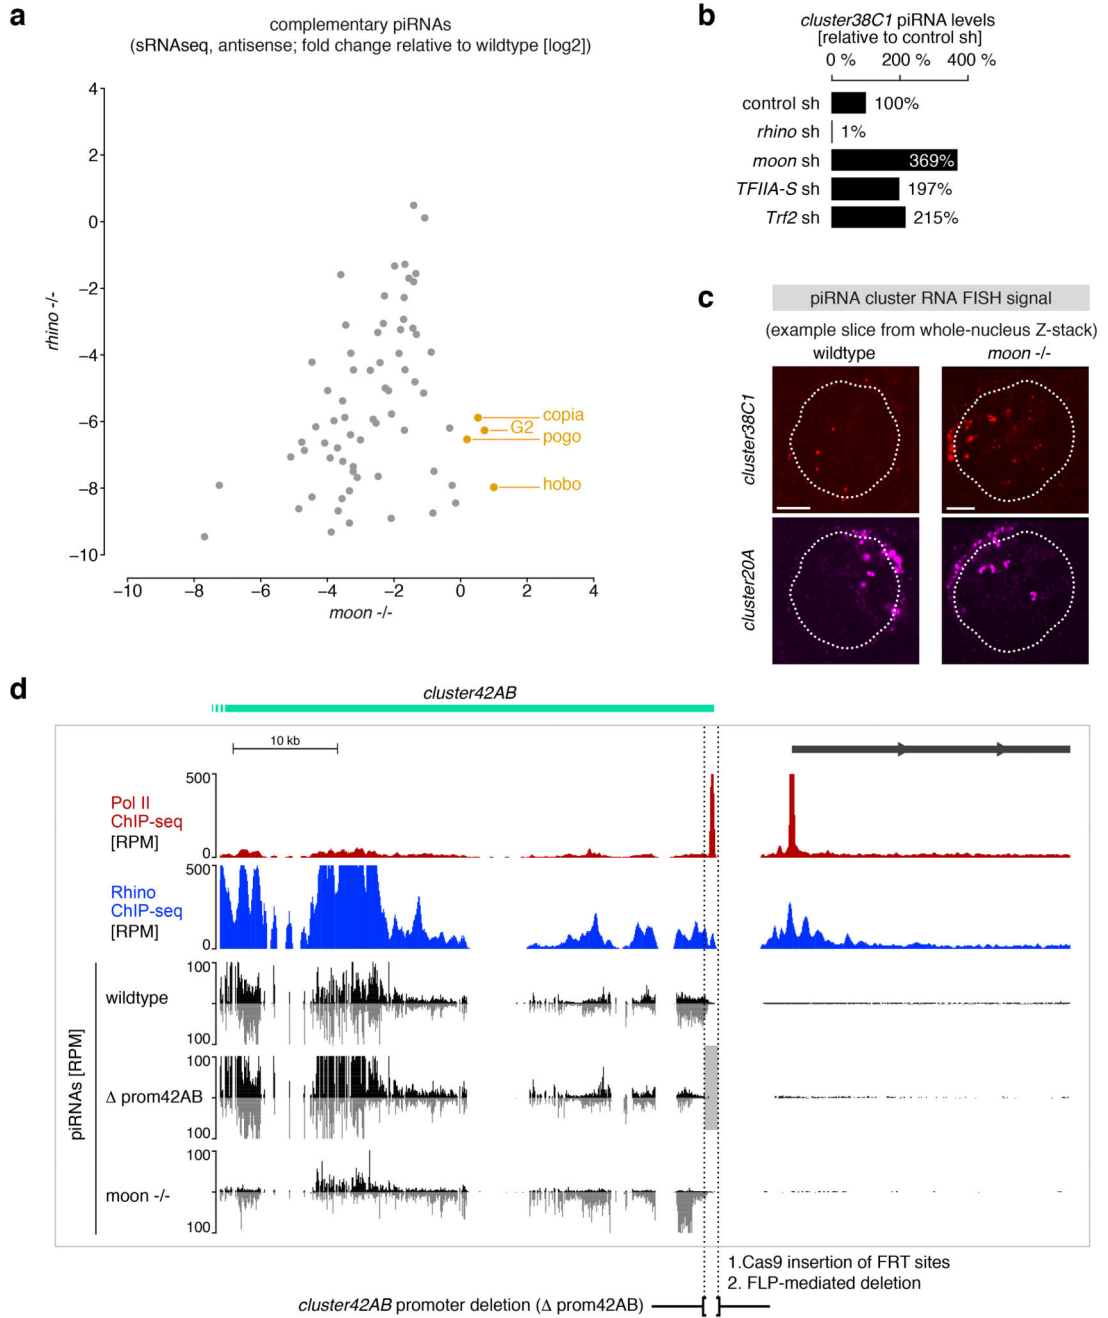 a
complementary piRNAs
(sRNAseq, antisense; fold change relative to wildtype [log2])
4
2
0
−2
−4
−6
−8
−10
rhino -/-
copia
G2
pogo
hobo
−10 −8 −6 −4 −2 0 2 4
moon -/-
b
cluster38C1 piRNA levels
[relative to control sh]
0 % 200 % 400 %
control sh 100%
rhino sh 1%
moon sh 369%
TFIIA-S sh 197%
Trf2 sh 215%
c
piRNA cluster RNA FISH signal
(example slice from whole-nucleus Z-stack)
wildtype moon -/-
cluster38C1
cluster20A
d
cluster42AB
10 kb
500
Pol II
ChIP-seq
[RPM]
0
500
Rhino
ChIP-seq
[RPM]
0
piRNAs [RPM]
100
wildtype
100
100
Δ prom42AB
100
100
moon -/-
100
1.Cas9 insertion of FRT sites
2. FLP-mediated deletion
cluster42AB promoter deletion (Δ prom42AB)